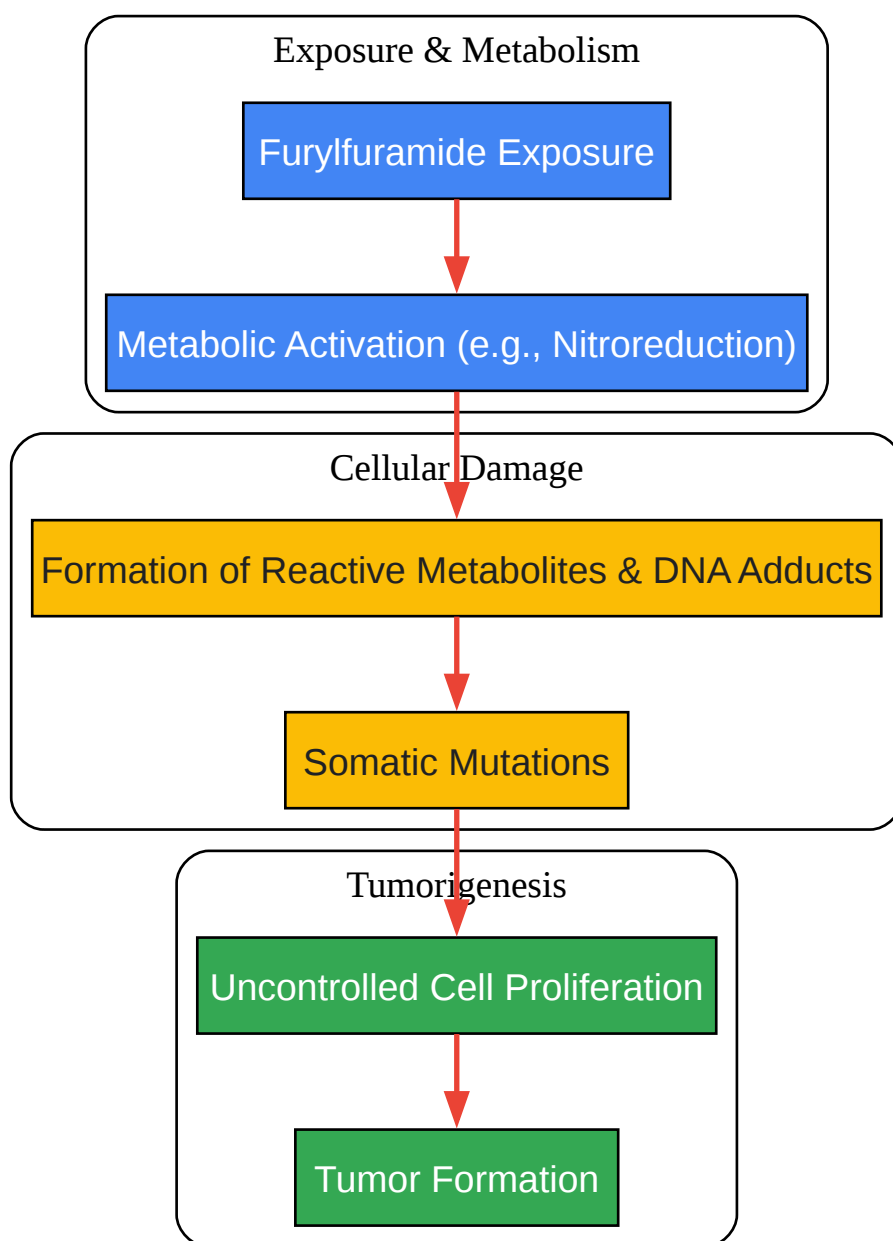 Exposure & Metabolism
Furylfuramide Exposure
Metabolic Activation (e.g., Nitroreduction)
Cellular Damage
Formation of Reactive Metabolites & DNA Adducts
Somatic Mutations
Tumorigenesis
Uncontrolled Cell Proliferation
Tumor Formation